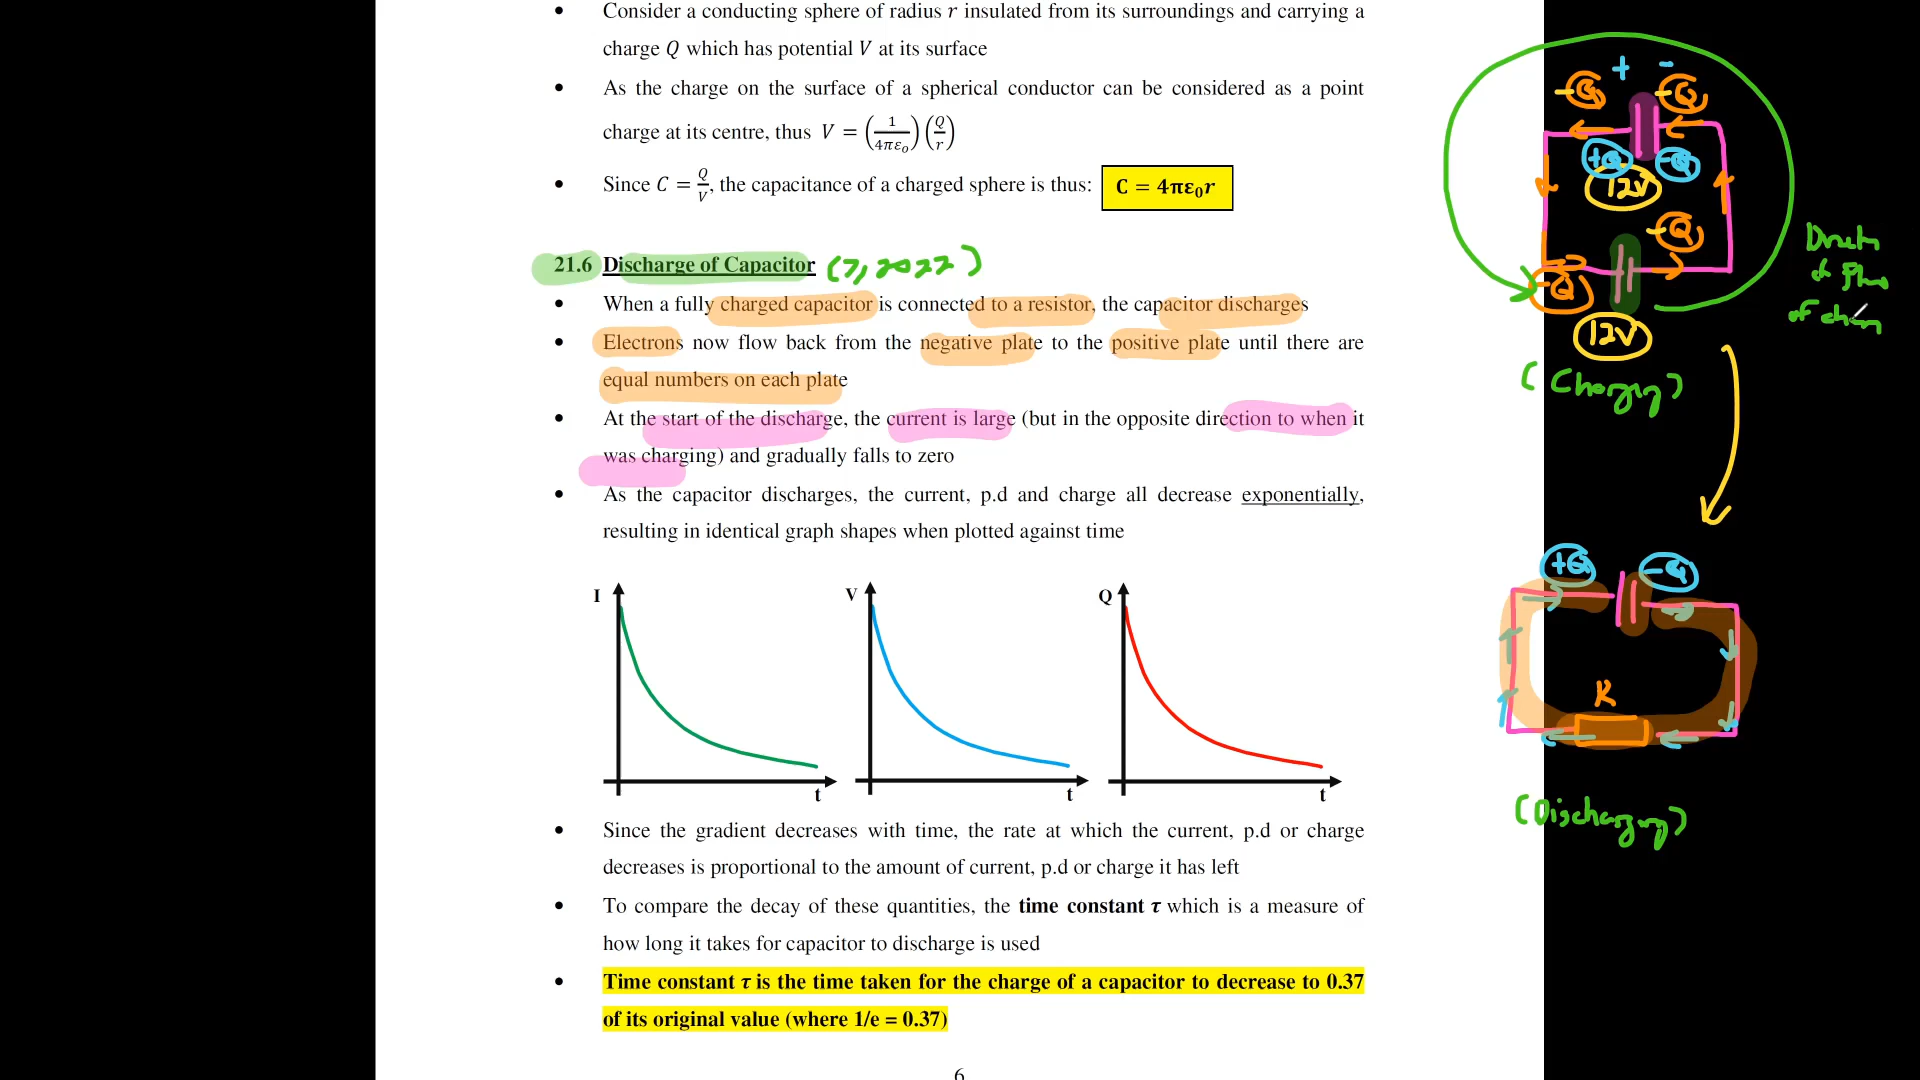 • Consider a conducting sphere of radius r insulated from its surroundings and carrying a
charge Q which has potential V at its surface
• As the charge on the surface of a spherical conductor can be considered as a point
charge at its centre, thus V = (1/4πε₀)(Q/r)
• Since C = Q/V, the capacitance of a charged sphere is thus: C = 4πε₀r
21.6 Discharge of Capacitor (7, 2022)
• When a fully charged capacitor is connected to a resistor, the capacitor discharges
• Electrons now flow back from the negative plate to the positive plate until there are
equal numbers on each plate
• At the start of the discharge, the current is large (but in the opposite direction to when it
was charging) and gradually falls to zero
• As the capacitor discharges, the current, p.d and charge all decrease exponentially,
resulting in identical graph shapes when plotted against time
I
t
V
t
Q
t
• Since the gradient decreases with time, the rate at which the current, p.d or charge
decreases is proportional to the amount of current, p.d or charge it has left
• To compare the decay of these quantities, the time constant τ which is a measure of
how long it takes for capacitor to discharge is used
• Time constant τ is the time taken for the charge of a capacitor to decrease to 0.37
of its original value (where 1/e = 0.37)
6
+ -
-Q -Q
+Q -Q
12V
-Q
-Q
12V
(Charging)
of
+Q -Q
R
(Discharging)